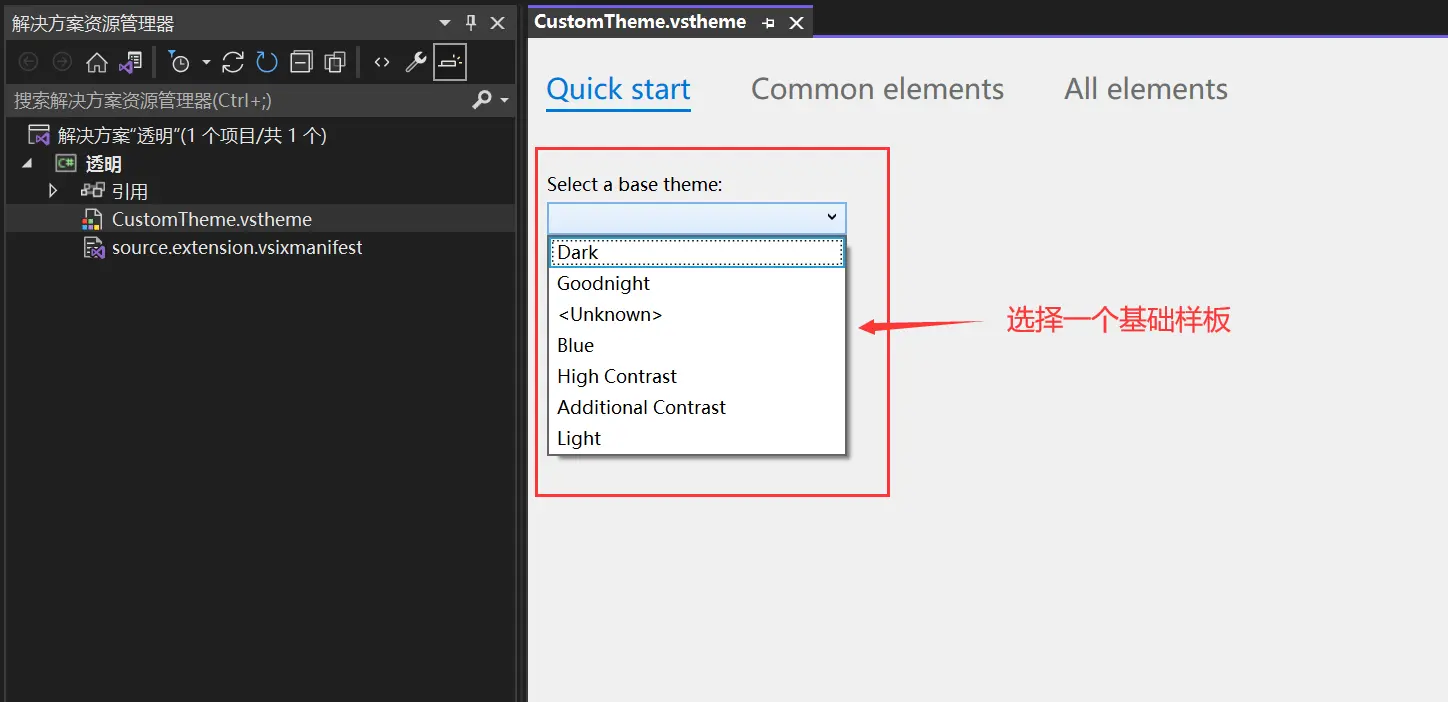 解决方案资源管理器
搜索解决方案资源管理器(Ctrl+;)
解决方案“透明”(1 个项目/共 1 个)
C# 透明
引用
CustomTheme.vstheme
source.extension.vsixmanifest
CustomTheme.vstheme
Quick start Common elements All elements
Select a base theme:
Dark
Goodnight
<Unknown>
Blue
High Contrast
Additional Contrast
Light
选择一个基础样板